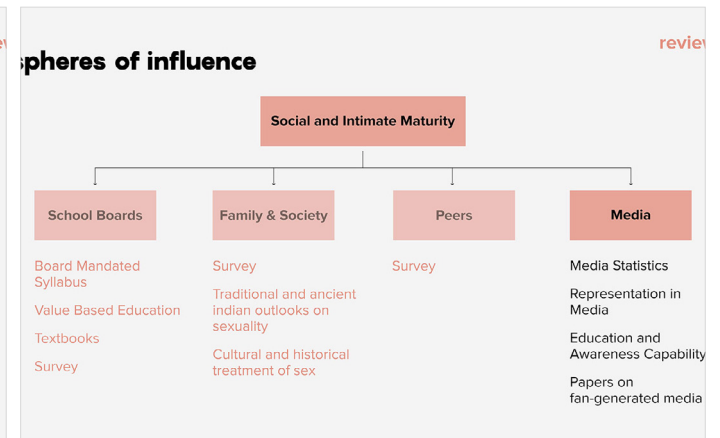 spheres of influence
Social and Intimate Maturity
School Boards
Family & Society
Peers
Media
Board Mandated
Syllabus
Value Based Education
Textbooks
Survey
Survey
Traditional and ancient
indian outlooks on
sexuality
Cultural and historical
treatment of sex
Survey
Media Statistics
Representation in
Media
Education and
Awareness Capability
Papers on
fan-generated media